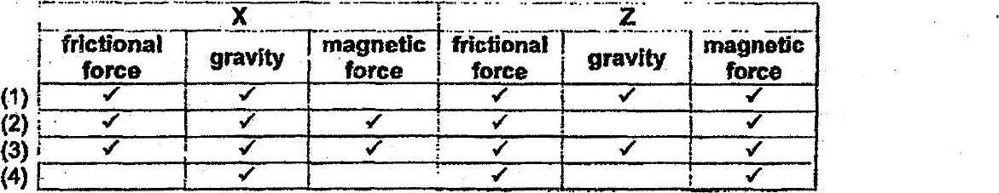 X Z
frictional force gravity magnetic force frictional force gravity magnetic force
(1) ✓ ✓ ✓ ✓ ✓
(2) ✓ ✓ ✓ ✓ ✓
(3) ✓ ✓ ✓ ✓ ✓ ✓
(4) ✓ ✓ ✓